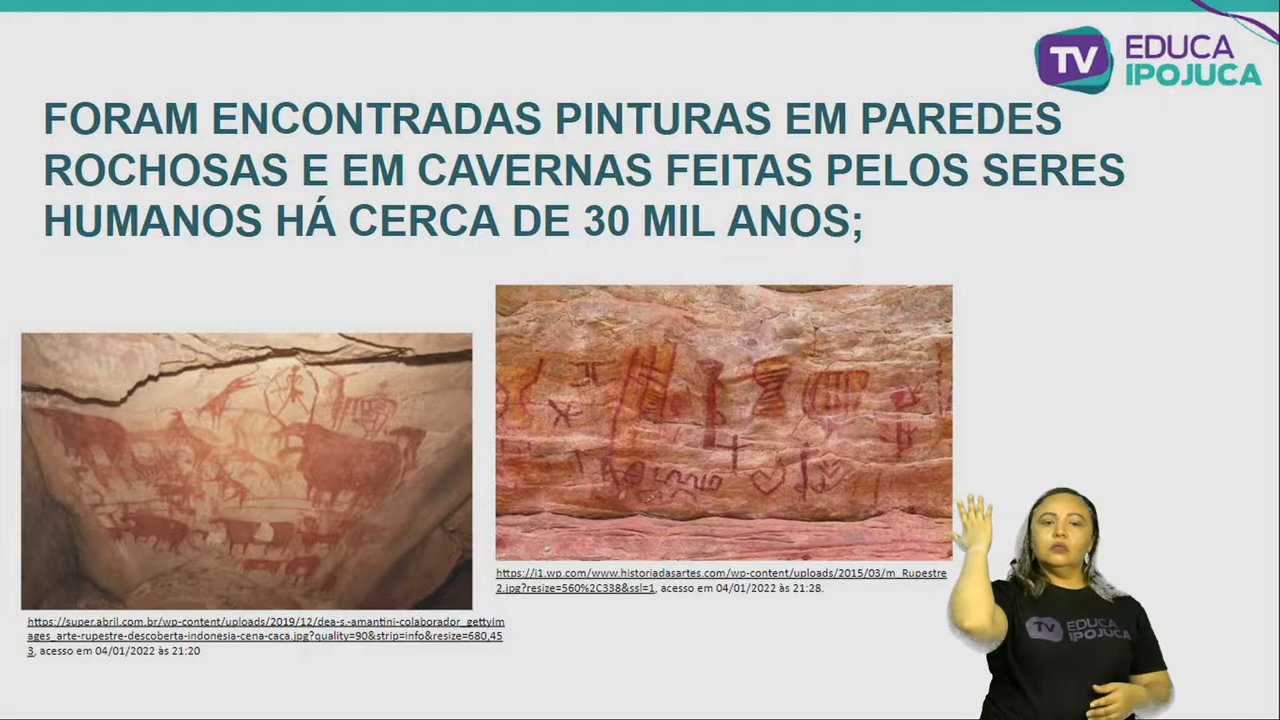 TV EDUCA
IPOJUCA
FORAM ENCONTRADAS PINTURAS EM PAREDES
ROCHOSAS E EM CAVERNAS FEITAS PELOS SERES
HUMANOS HÁ CERCA DE 30 MIL ANOS;
https://i1.wp.com/www.historiadasartes.com/wp-content/uploads/2015/03/m_Rupestre
2.jpg?resize=560%2C338&ssl=1, acesso em 04/01/2022 às 21:28.
https://super.abril.com.br/wp-content/uploads/2019/12/dea-s.-amantini-colaborador_gettyim
ages_arte-rupestre-descoberta-indonesia-cena-caca.jpg?quality=90&strip=info&resize=680,45
3, acesso em 04/01/2022 às 21:20
TV EDUCA
IPOJUCA